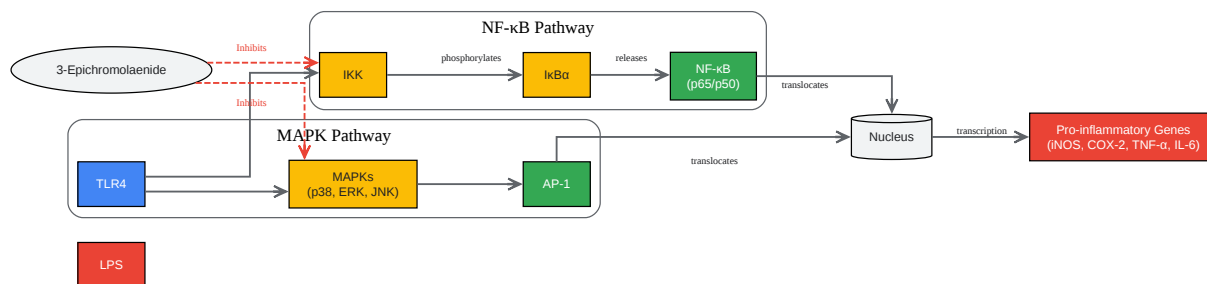 NF-κB Pathway
Inhibits
3-Epichromolaenide
IKK
phosphorylates
IκBα
releases
NF-κB
(p65/p50)
translocates
Inhibits
MAPK Pathway
Nucleus
transcription
Pro-inflammatory Genes
(iNOS, COX-2, TNF-α, IL-6)
translocates
TLR4
MAPKs
(p38, ERK, JNK)
AP-1
LPS